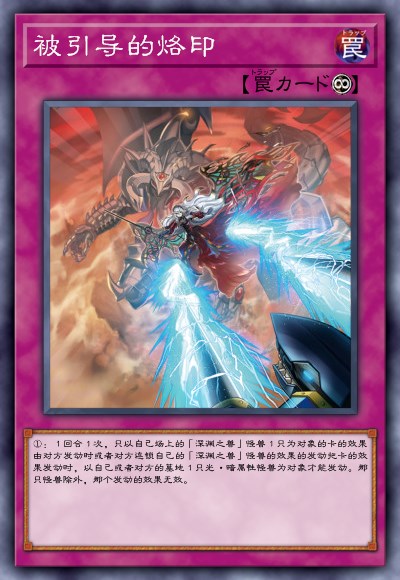 被引导的烙印
トラップ
罠
トラップ
【罠カード】
①：1回合1次，只以自己场上的「深渊之兽」怪兽1只为对象的卡的效果
由对方发动时或者对方连锁自己的「深渊之兽」怪兽的效果的发动把卡的效
果发动时，以自己或者对方的墓地1只光·暗属性怪兽为对象才能发动。那
只怪兽除外，那个发动的效果无效。